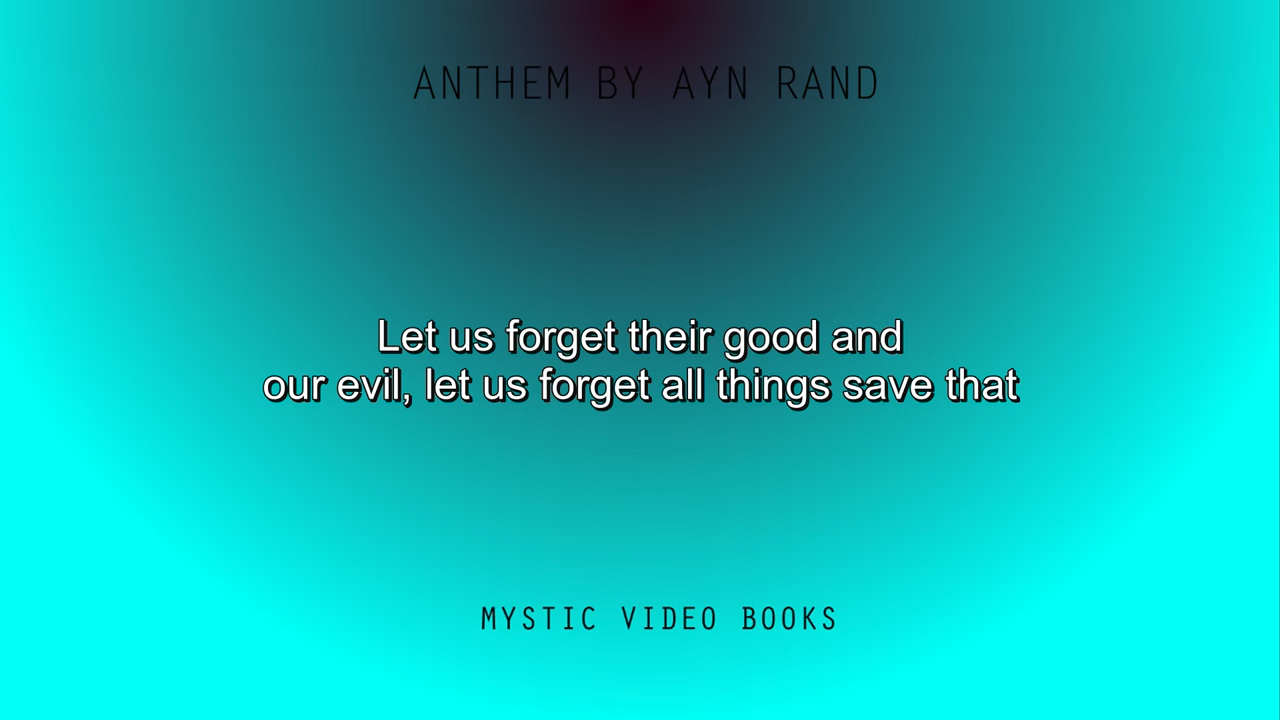 ANTHEM BY AYN RAND
Let us forget their good and
our evil, let us forget all things save that
MYSTIC VIDEO BOOKS